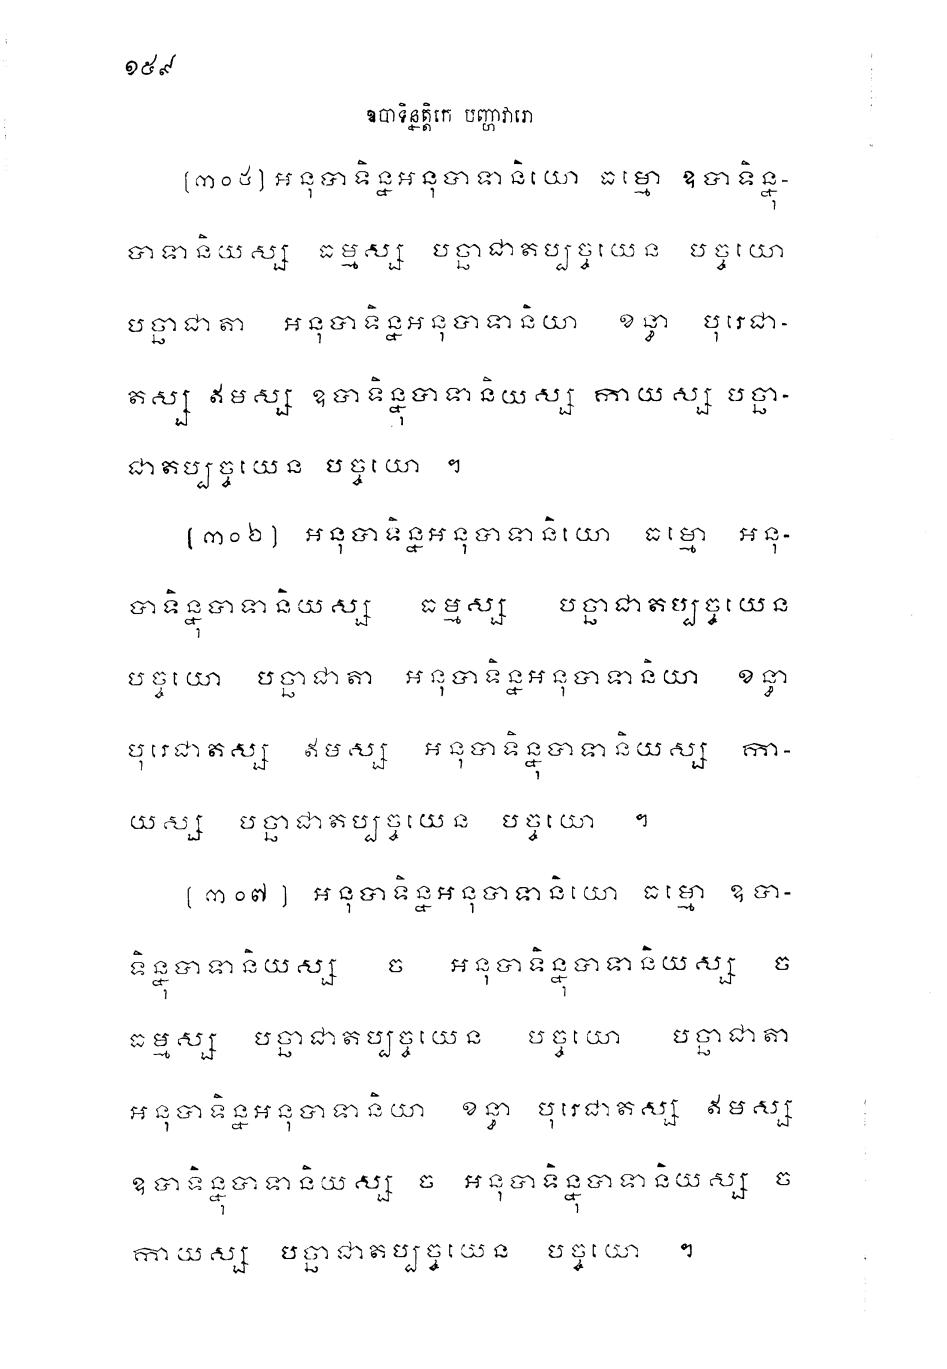 ១៥៩
ឧបាទិន្នត្តិកេ បញ្ហាវារោ
(៣០៥) អនុបាទិន្នអនុបាទានិយោ ធម្មោ ឧបាទិន្នុ-
បាទានិយស្ស ធម្មស្ស បច្ឆាជាតប្បច្ចយេន បច្ចយោ
បច្ឆាជាតា អនុបាទិន្នអនុបាទានិយា ខន្ធា បុរេជា-
តស្ស ឥមស្ស ឧបាទិន្នុបាទានិយស្ស កាយស្ស បច្ឆា-
ជាតប្បច្ចយេន បច្ចយោ ។
(៣០៦) អនុបាទិន្នអនុបាទានិយោ ធម្មោ អនុ-
បាទិន្នុបាទានិយស្ស ធម្មស្ស បច្ឆាជាតប្បច្ចយេន
បច្ចយោ បច្ឆាជាតា អនុបាទិន្នអនុបាទានិយា ខន្ធា
បុរេជាតស្ស ឥមស្ស អនុបាទិន្នុបាទានិយស្ស កា-
យស្ស បច្ឆាជាតប្បច្ចយេន បច្ចយោ ។
(៣០៧) អនុបាទិន្នអនុបាទានិយោ ធម្មោ ឧបា-
ទិន្នុបាទានិយស្ស ច អនុបាទិន្នុបាទានិយស្ស ច
ធម្មស្ស បច្ឆាជាតប្បច្ចយេន បច្ចយោ បច្ឆាជាតា
អនុបាទិន្នអនុបាទានិយា ខន្ធា បុរេជាតស្ស ឥមស្ស
ឧបាទិន្នុបាទានិយស្ស ច អនុបាទិន្នុបាទានិយស្ស ច
កាយស្ស បច្ឆាជាតប្បច្ចយេន បច្ចយោ ។